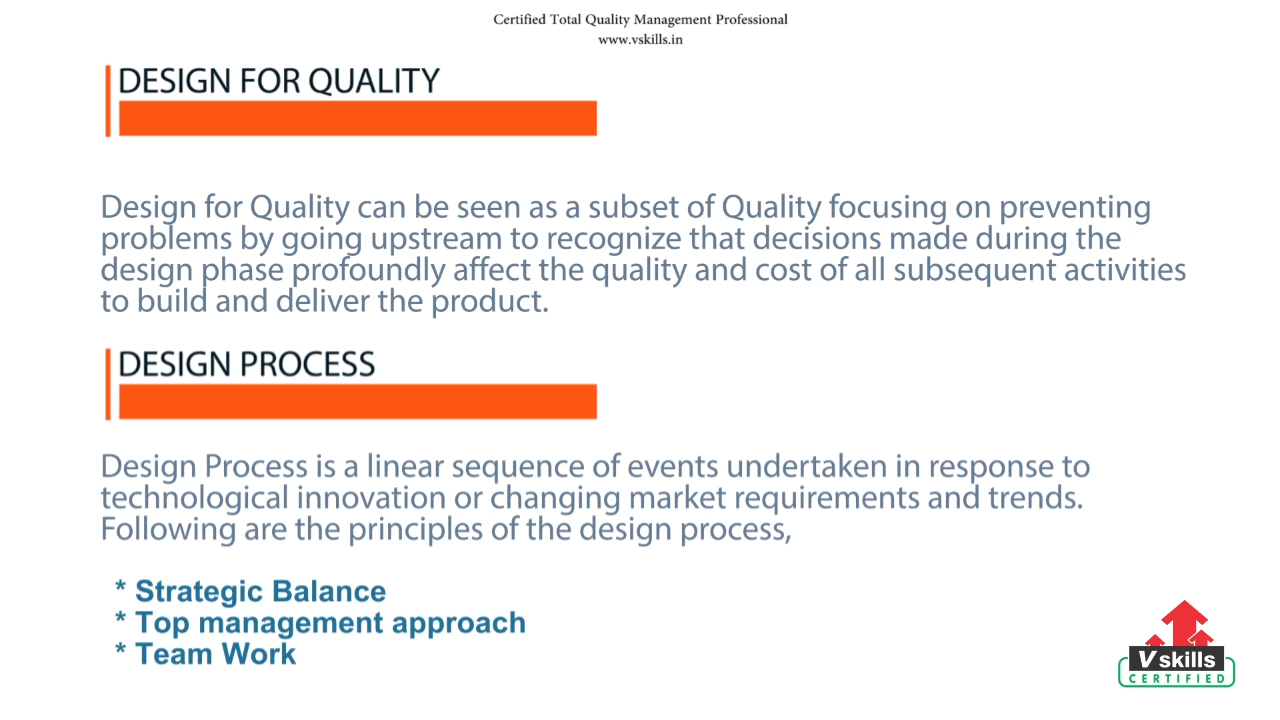 Certified Total Quality Management Professional
www.vskills.in
DESIGN FOR QUALITY
Design for Quality can be seen as a subset of Quality focusing on preventing
problems by going upstream to recognize that decisions made during the
design phase profoundly affect the quality and cost of all subsequent activities
to build and deliver the product.
DESIGN PROCESS
Design Process is a linear sequence of events undertaken in response to
technological innovation or changing market requirements and trends.
Following are the principles of the design process,
* Strategic Balance
* Top management approach
* Team Work
Vskills
CERTIFIED